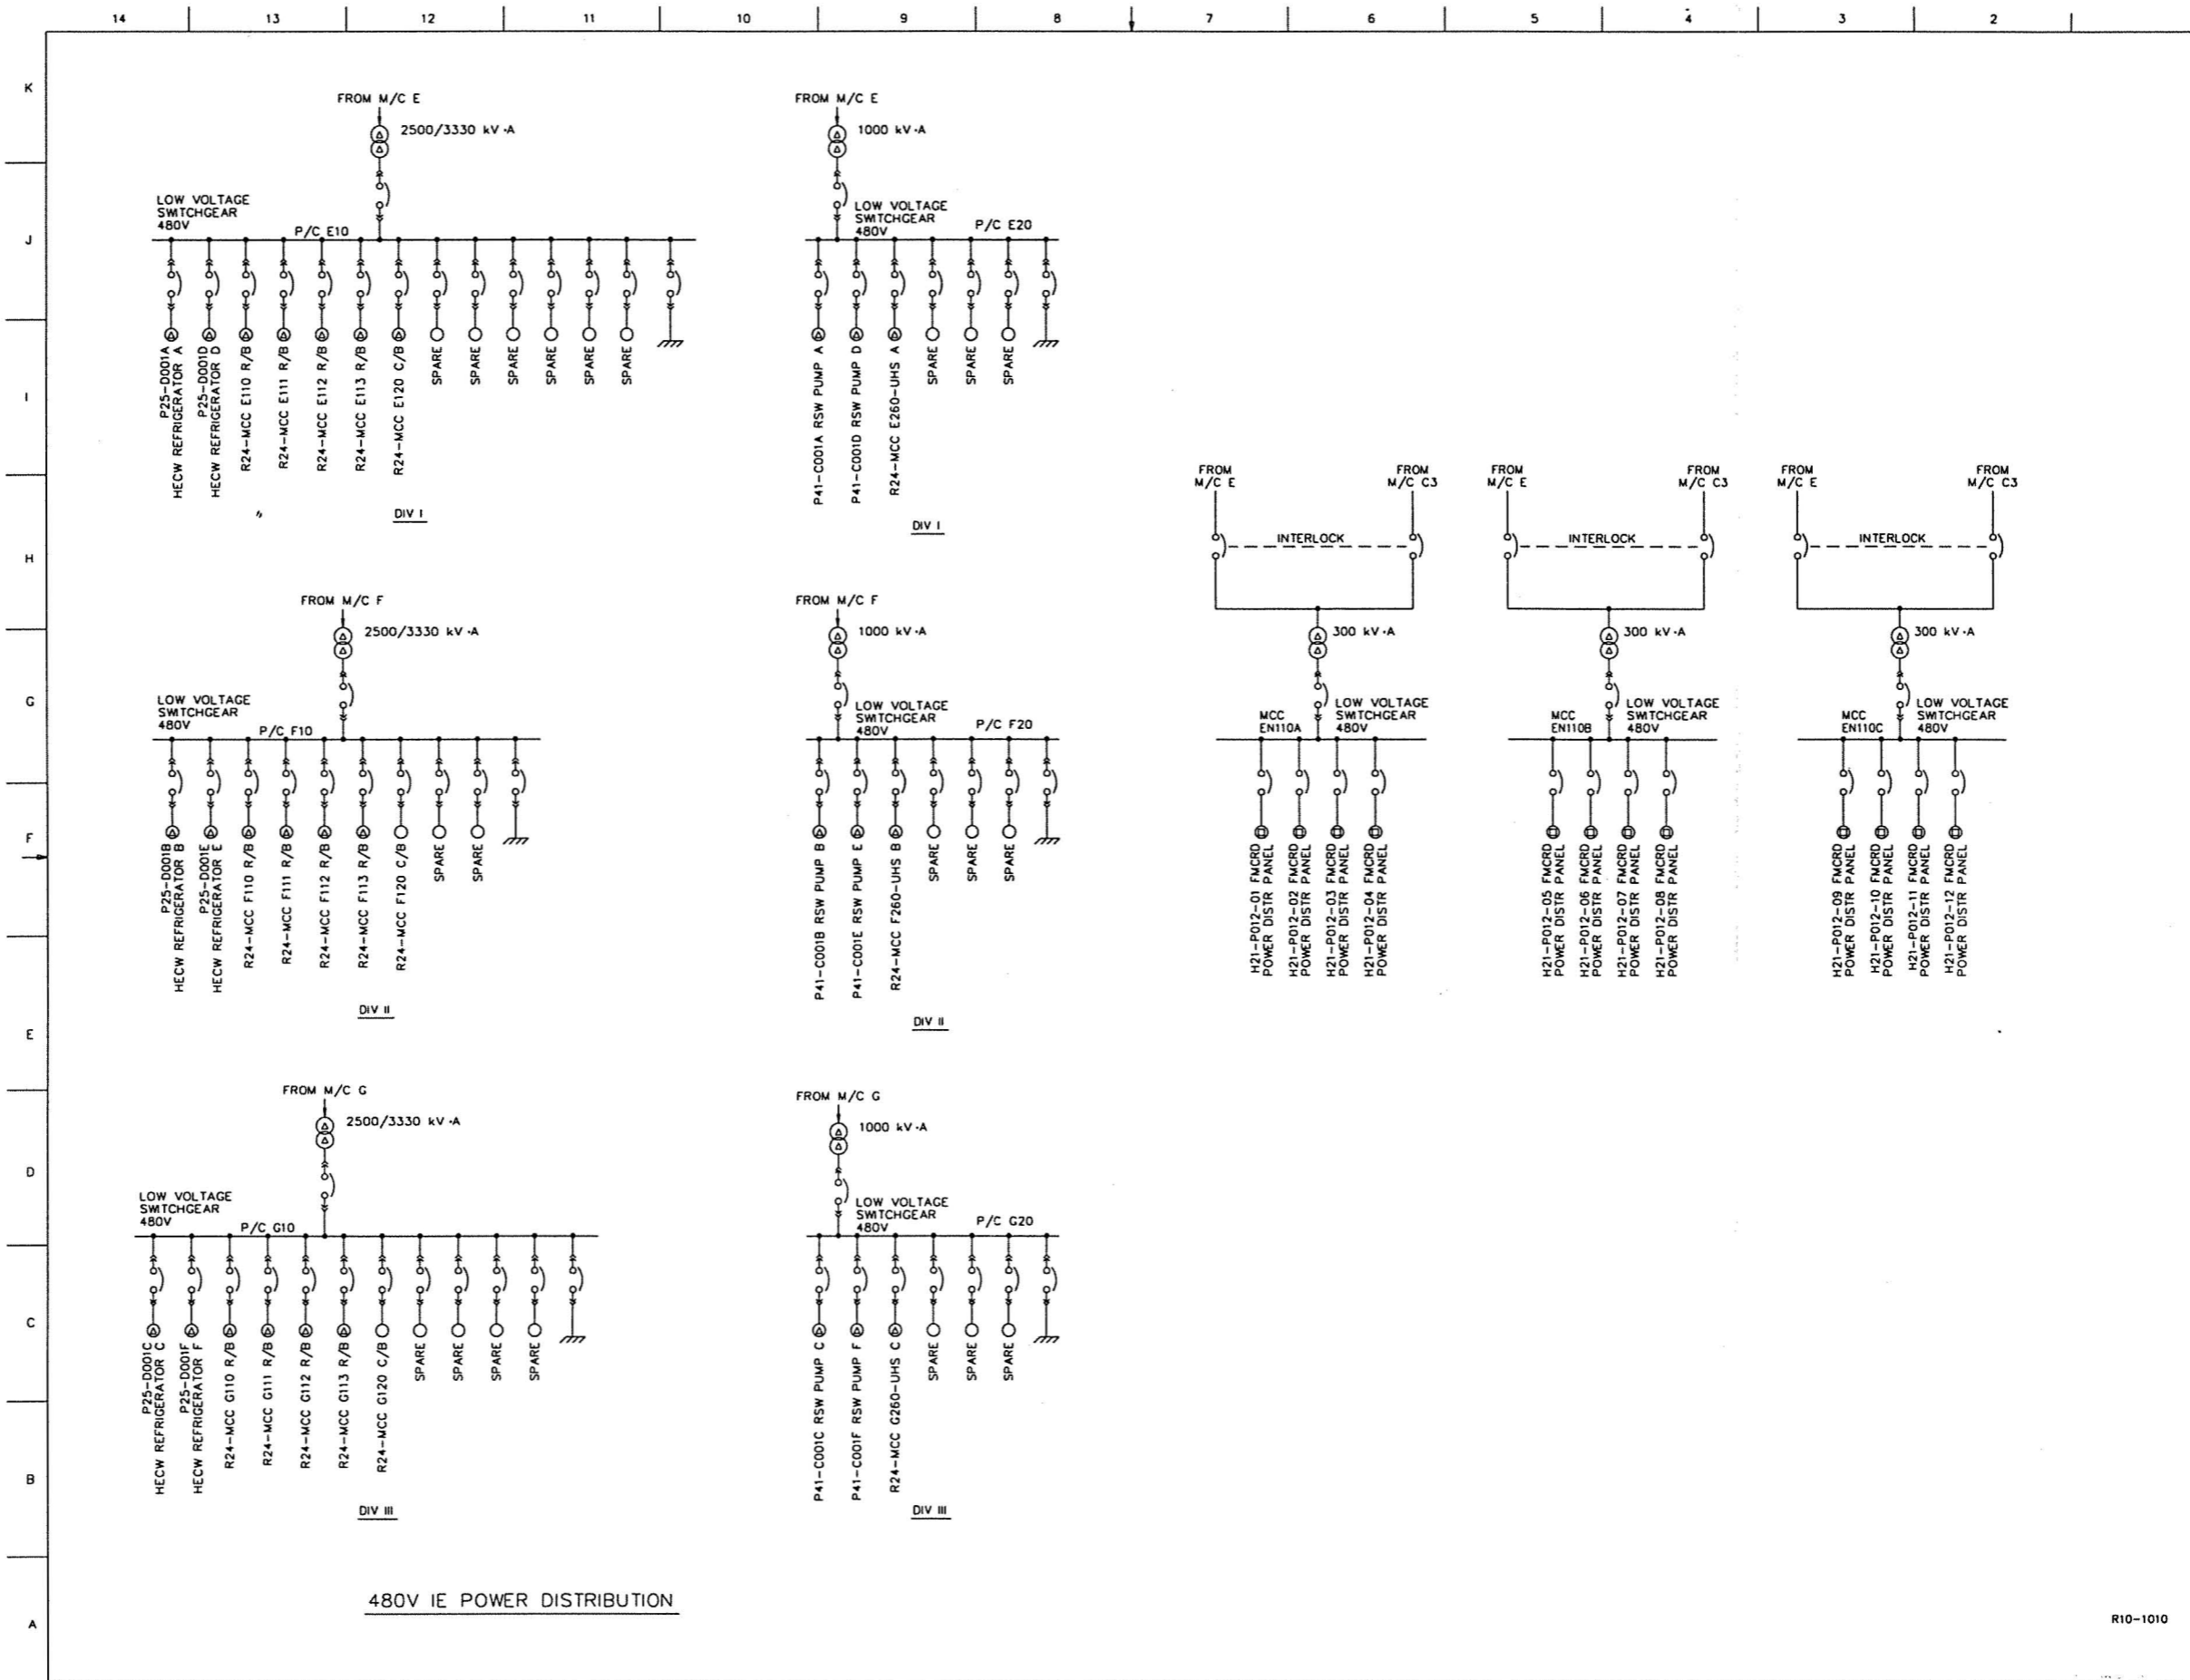 14 13 12 11 10 9 8 7 6 5 4 3 2
K
J
I
H
G
F
E
D
C
B
A
FROM M/C E
2500/3330 kV·A
LOW VOLTAGE
SWITCHGEAR
480V
P/C E10
P25-D001A
HECW REFRIGERATOR A
P25-D001D
HECW REFRIGERATOR D
R24-MCC E110 R/B
R24-MCC E111 R/B
R24-MCC E112 R/B
R24-MCC E113 R/B
R24-MCC E120 C/B
SPARE
SPARE
SPARE
SPARE
SPARE
SPARE
DIV I
FROM M/C E
1000 kV·A
LOW VOLTAGE
SWITCHGEAR
480V
P/C E20
P41-C001A RSW PUMP A
P41-C001D RSW PUMP D
R24-MCC E260-UHS A
SPARE
SPARE
SPARE
DIV I
FROM M/C F
2500/3330 kV·A
LOW VOLTAGE
SWITCHGEAR
480V
P/C F10
P25-D001B
HECW REFRIGERATOR B
P25-D001E
HECW REFRIGERATOR E
R24-MCC F110 R/B
R24-MCC F111 R/B
R24-MCC F112 R/B
R24-MCC F113 R/B
R24-MCC F120 C/B
SPARE
SPARE
DIV II
FROM M/C F
1000 kV·A
LOW VOLTAGE
SWITCHGEAR
480V
P/C F20
P41-C001B RSW PUMP B
P41-C001E RSW PUMP E
R24-MCC F260-UHS B
SPARE
SPARE
SPARE
DIV II
FROM M/C G
2500/3330 kV·A
LOW VOLTAGE
SWITCHGEAR
480V
P/C G10
P25-D001C
HECW REFRIGERATOR C
P25-D001F
HECW REFRIGERATOR F
R24-MCC G110 R/B
R24-MCC G111 R/B
R24-MCC G112 R/B
R24-MCC G113 R/B
R24-MCC G120 C/B
SPARE
SPARE
SPARE
SPARE
DIV III
FROM M/C G
1000 kV·A
LOW VOLTAGE
SWITCHGEAR
480V
P/C G20
P41-C001C RSW PUMP C
P41-C001F RSW PUMP F
R24-MCC G260-UHS C
SPARE
SPARE
SPARE
DIV III
FROM
M/C E
FROM
M/C C3
INTERLOCK
300 kV·A
MCC
EN110A
LOW VOLTAGE
SWITCHGEAR
480V
H21-P012-01 FMCRD
POWER DISTR PANEL
H21-P012-02 FMCRD
POWER DISTR PANEL
H21-P012-03 FMCRD
POWER DISTR PANEL
H21-P012-04 FMCRD
POWER DISTR PANEL
FROM
M/C E
FROM
M/C C3
INTERLOCK
300 kV·A
MCC
EN110B
LOW VOLTAGE
SWITCHGEAR
480V
H21-P012-05 FMCRD
POWER DISTR PANEL
H21-P012-06 FMCRD
POWER DISTR PANEL
H21-P012-07 FMCRD
POWER DISTR PANEL
H21-P012-08 FMCRD
POWER DISTR PANEL
FROM
M/C E
FROM
M/C C3
INTERLOCK
300 kV·A
MCC
EN110C
LOW VOLTAGE
SWITCHGEAR
480V
H21-P012-09 FMCRD
POWER DISTR PANEL
H21-P012-10 FMCRD
POWER DISTR PANEL
H21-P012-11 FMCRD
POWER DISTR PANEL
H21-P012-12 FMCRD
POWER DISTR PANEL
480V IE POWER DISTRIBUTION
R10-1010